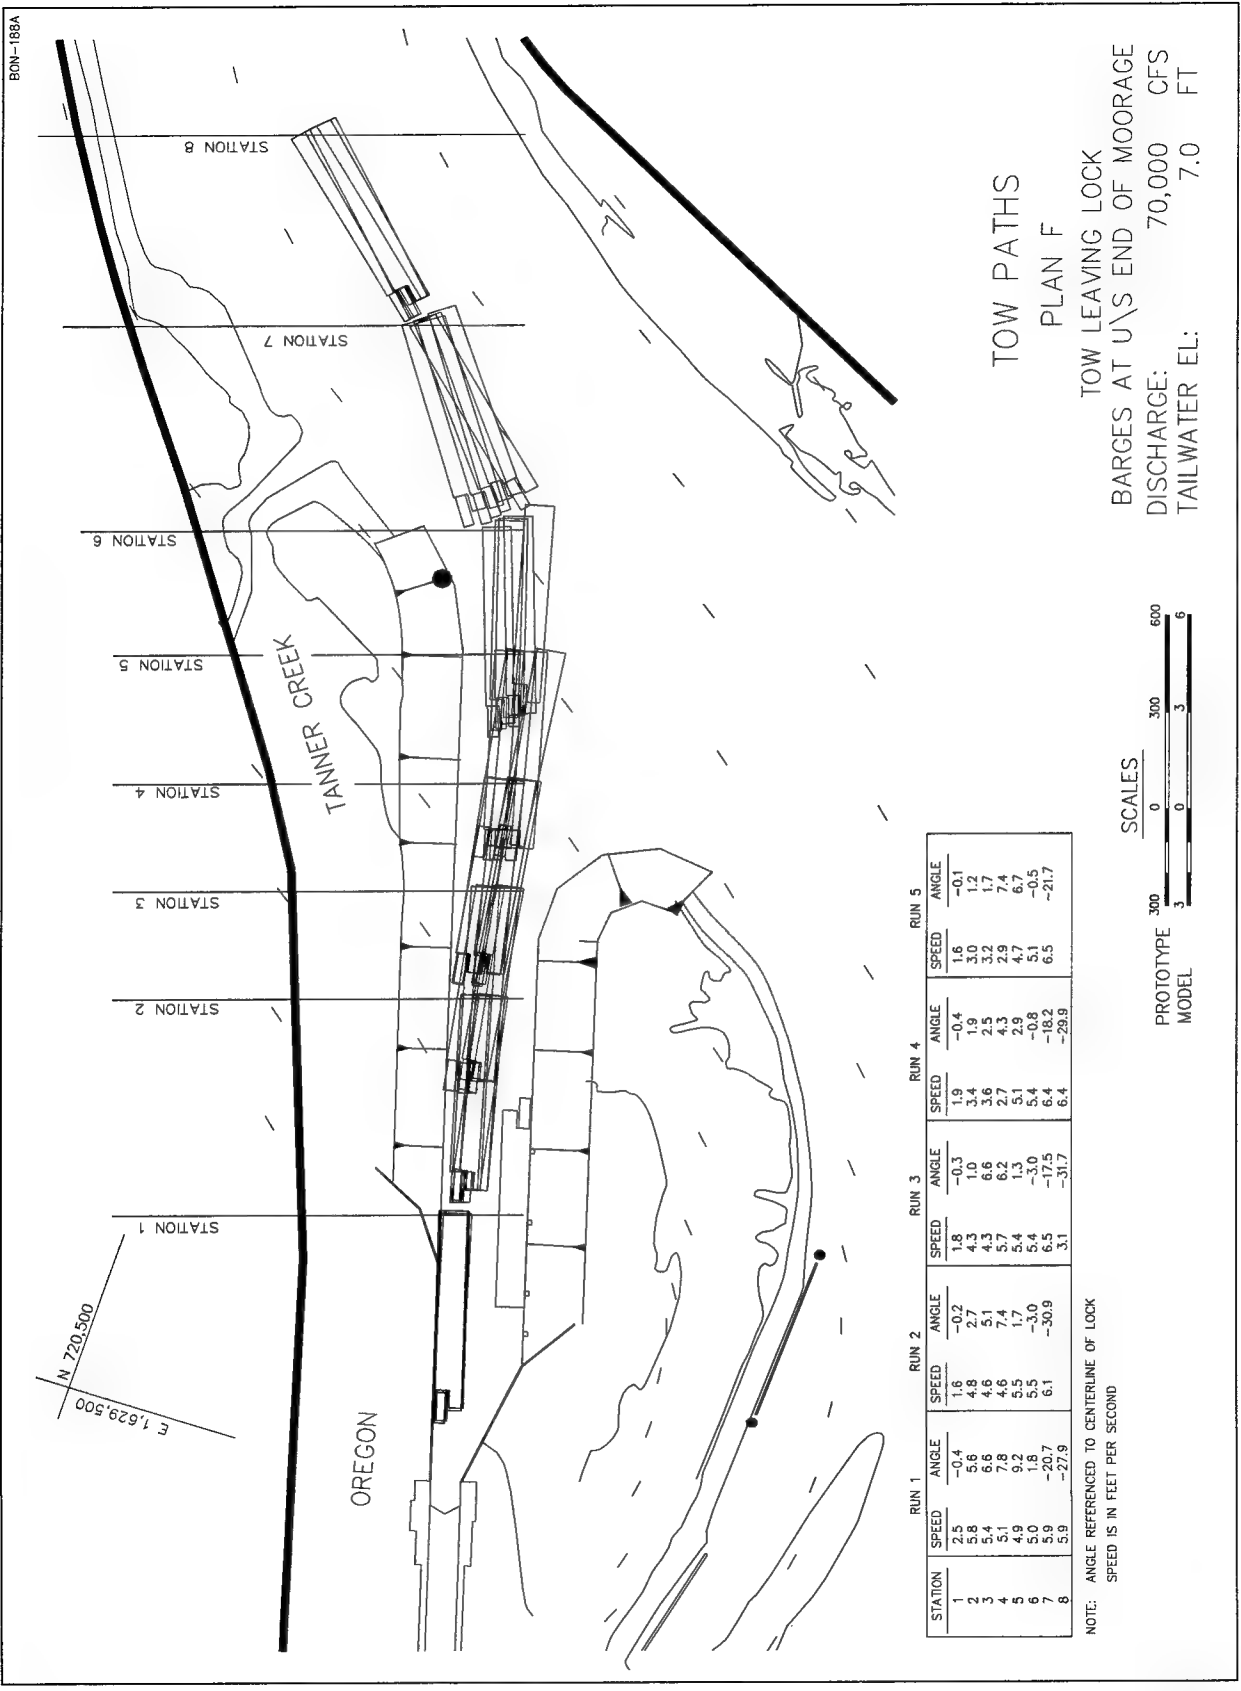 BON-188A
STATION 8
STATION 7
STATION 6
STATION 5
STATION 4
STATION 3
STATION 2
STATION 1
TANNER CREEK
OREGON
N 720,500
E 1,629,500
TOW PATHS
PLAN F
TOW LEAVING LOCK
BARGES AT U\S END OF MOORAGE
DISCHARGE: 70,000 CFS
TAILWATER EL: 7.0 FT
SCALES
PROTOTYPE 300 0 300 600
MODEL 3 0 3 6
RUN 1 RUN 2 RUN 3 RUN 4 RUN 5
STATION SPEED ANGLE SPEED ANGLE SPEED ANGLE SPEED ANGLE SPEED ANGLE
1 2.5 -0.4 1.6 -0.2 1.8 -0.3 1.9 -0.4 1.6 -0.1
2 5.8 5.6 4.8 2.7 4.3 1.0 3.4 1.9 3.0 1.2
3 5.4 6.6 4.6 5.1 4.3 6.6 3.6 2.5 3.2 1.7
4 5.1 7.8 4.6 7.4 5.7 6.2 2.7 4.3 2.9 7.4
5 4.9 9.2 5.5 1.7 5.4 1.3 5.1 2.9 4.7 6.7
6 5.0 1.8 5.5 -3.0 5.4 -3.0 5.4 -0.8 5.1 -0.5
7 5.9 -20.7 6.1 -30.9 6.5 -17.5 6.4 -18.2 6.5 -21.7
8 5.9 -27.9 3.1 -31.7 6.4 -29.9
NOTE: ANGLE REFERENCED TO CENTERLINE OF LOCK
SPEED IS IN FEET PER SECOND